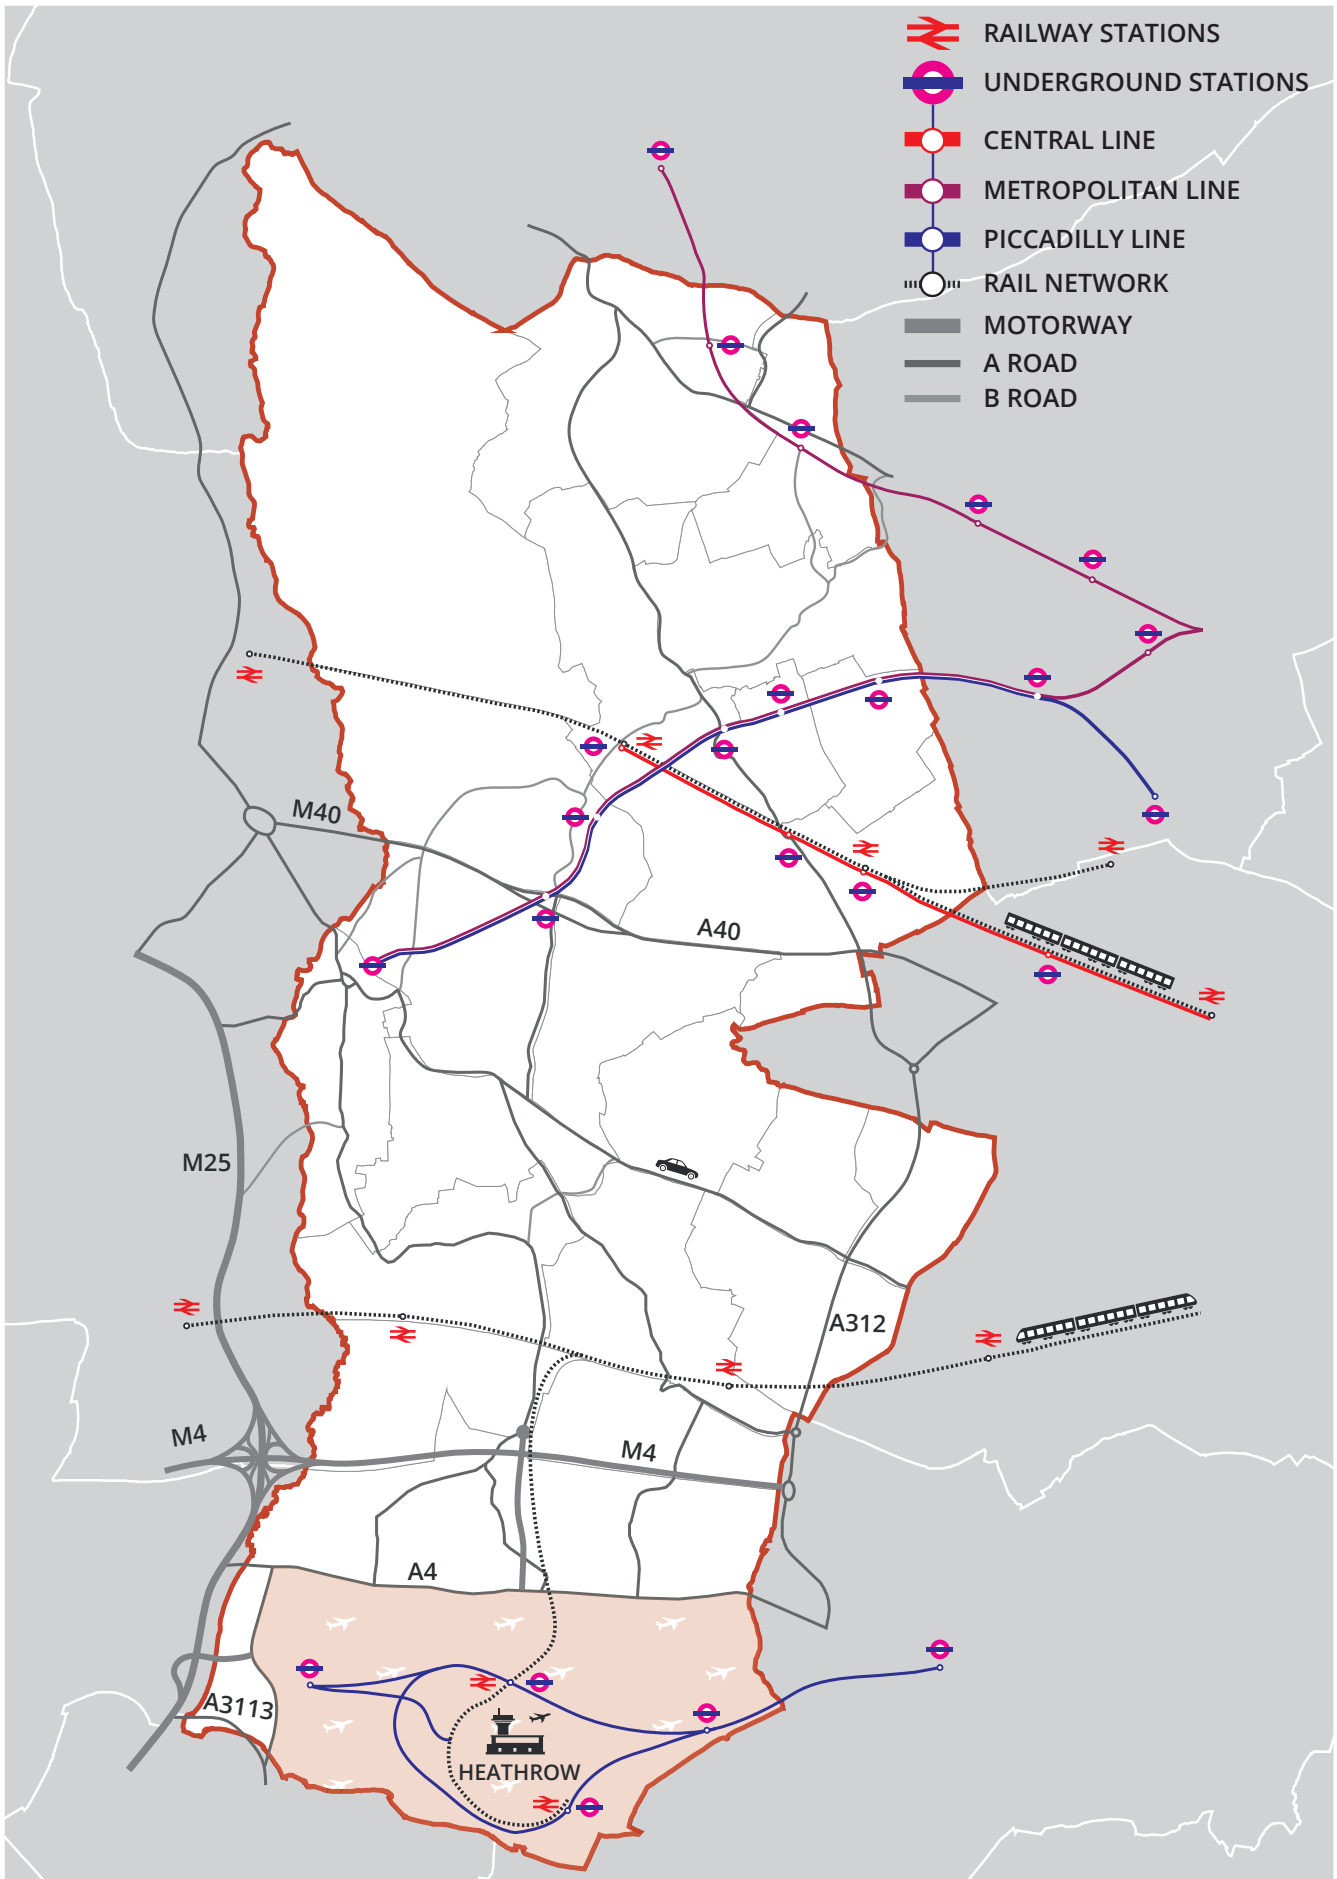 RAILWAY STATIONS
UNDERGROUND STATIONS
CENTRAL LINE
METROPOLITAN LINE
PICCADILLY LINE
RAIL NETWORK
MOTORWAY
A ROAD
B ROAD
M40
A40
M25
A312
M4
M4
A4
A3113
HEATHROW